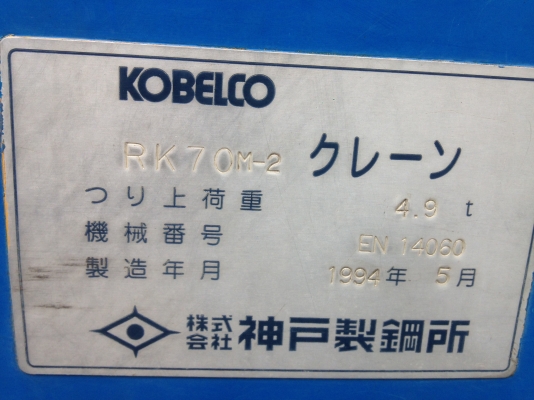 KOBELCO
RK70M-2 クレーン
つり上荷重 4.9 t
機械番号 EN 14060
製造年月 1994年 5月
株式会社 神戸製鋼所